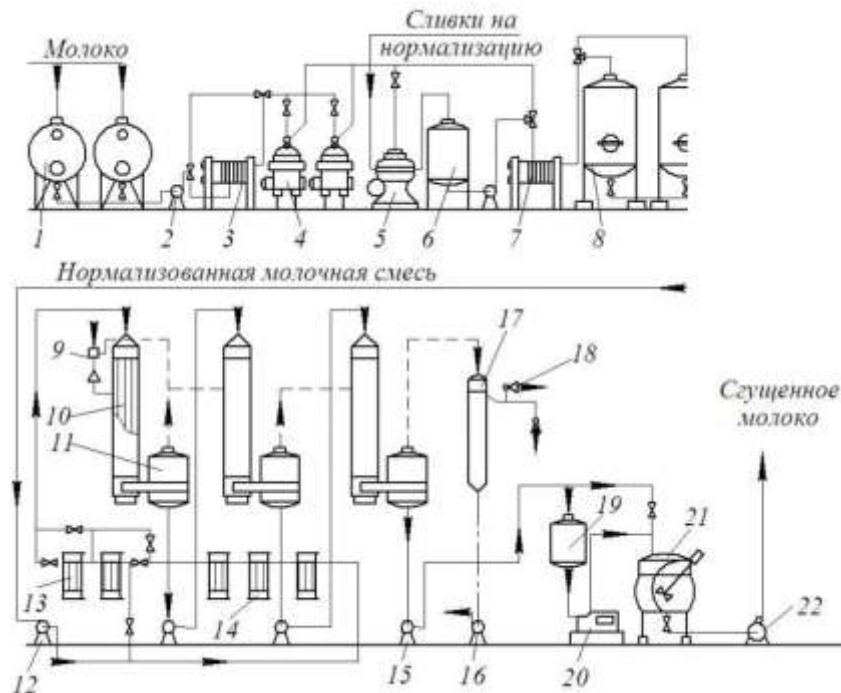 Сливки на
нормализацию
Молоко
1 2 3 4 5 6 7 8
Нормализованная молочная смесь
17
9
18
10
Сгущенное
молоко
11
19
21
13
14
22
12
15 16
20